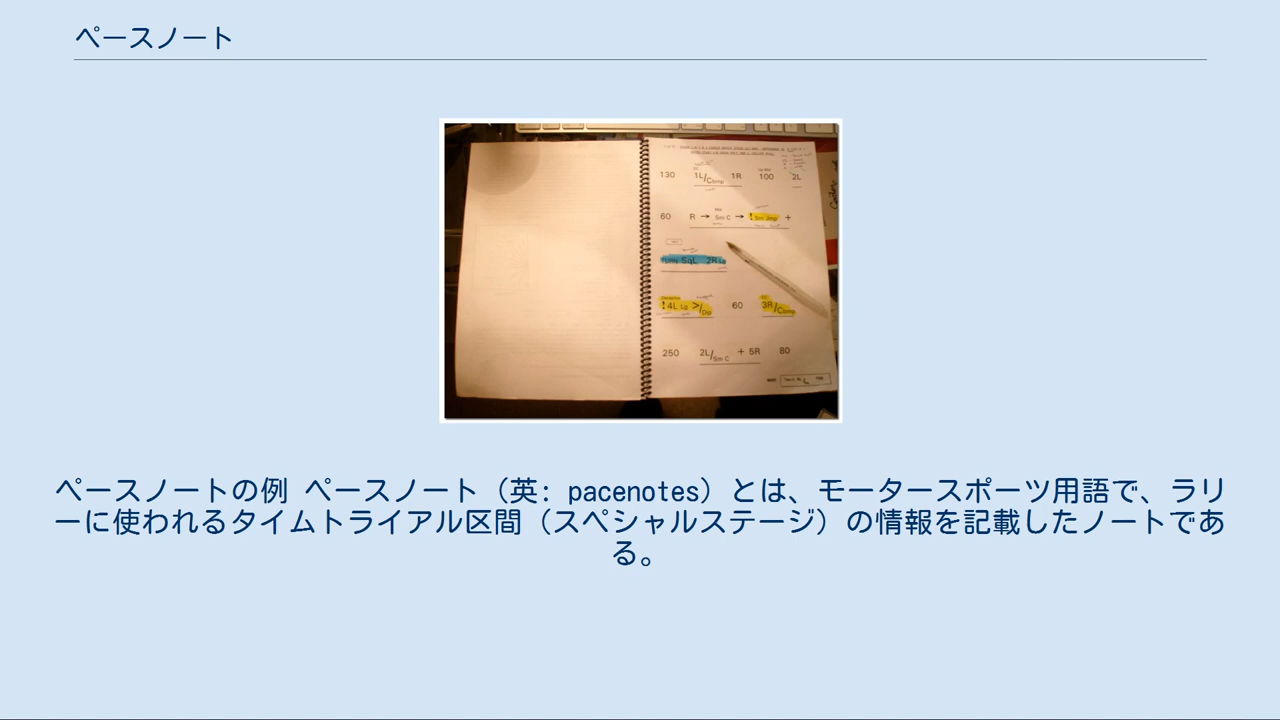 ペースノート
130 1L/Comp 1R 100 2L
60 R → Sm C → ! Sm Jmp +
SqL 2R Lg
! 4L Lg >/Dip 60 3R/Comp
250 2L/Sm C + 5R 80
ペースノートの例 ペースノート（英: pacenotes）とは、モータースポーツ用語で、ラリ
ーに使われるタイムトライアル区間（スペシャルステージ）の情報を記載したノートであ
る。